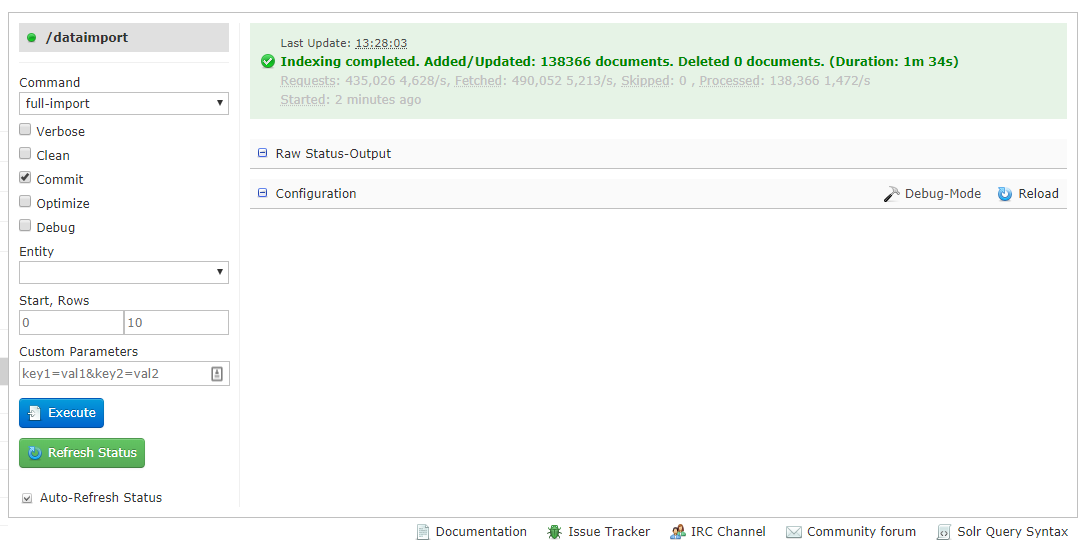 /dataimport
Command
full-import
Verbose
Clean
Commit
Optimize
Debug
Entity
Start, Rows
0 10
Custom Parameters
key1=val1&key2=val2
Execute
Refresh Status
Auto-Refresh Status
Last Update: 13:28:03
Indexing completed. Added/Updated: 138366 documents. Deleted 0 documents. (Duration: 1m 34s)
Requests: 435,026 4,628/s, Fetched: 490,052 5,213/s, Skipped: 0 , Processed: 138,366 1,472/s
Started: 2 minutes ago
Raw Status-Output
Configuration Debug-Mode Reload
Documentation Issue Tracker IRC Channel Community forum Solr Query Syntax